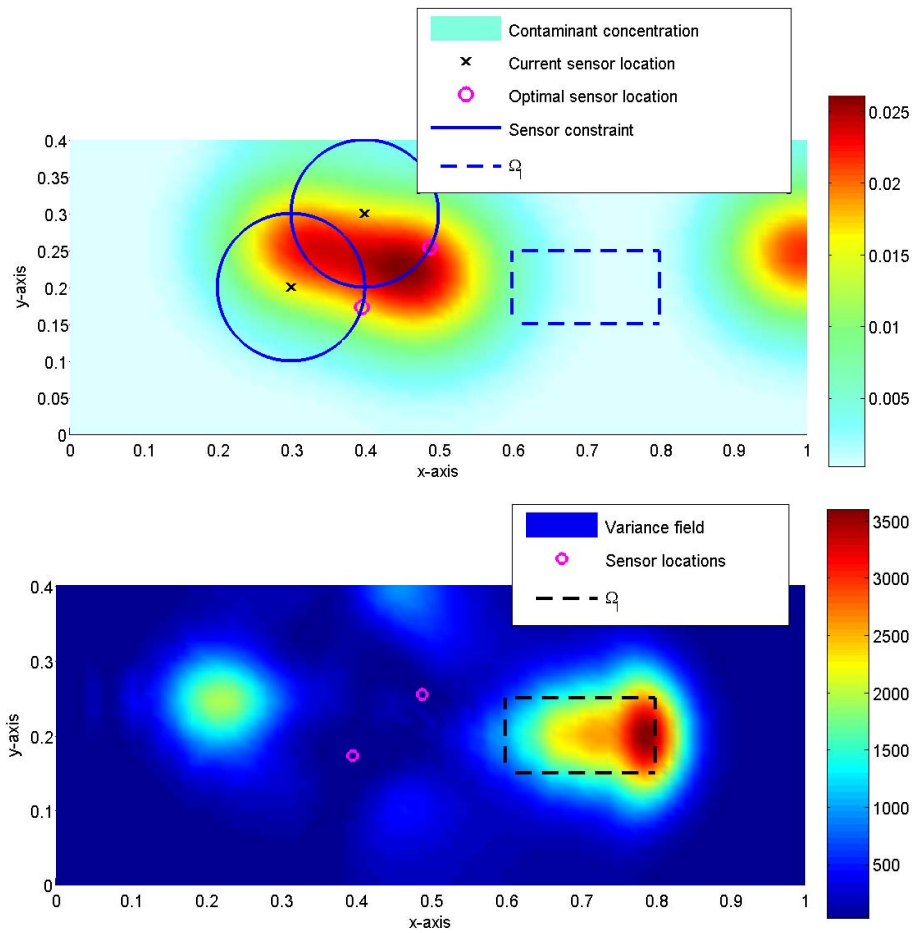 Contaminant concentration
Current sensor location
Optimal sensor location
Sensor constraint
Ω₁
0.4
0.35
0.3
0.25
0.2
0.15
0.1
0.05
0
y-axis
0 0.1 0.2 0.3 0.4 0.5 0.6 0.7 0.8 0.9 1
x-axis
0.025
0.02
0.015
0.01
0.005
Variance field
Sensor locations
Ω₁
0.4
0.3
0.2
0.1
0
y-axis
0 0.1 0.2 0.3 0.4 0.5 0.6 0.7 0.8 0.9 1
x-axis
3500
3000
2500
2000
1500
1000
500